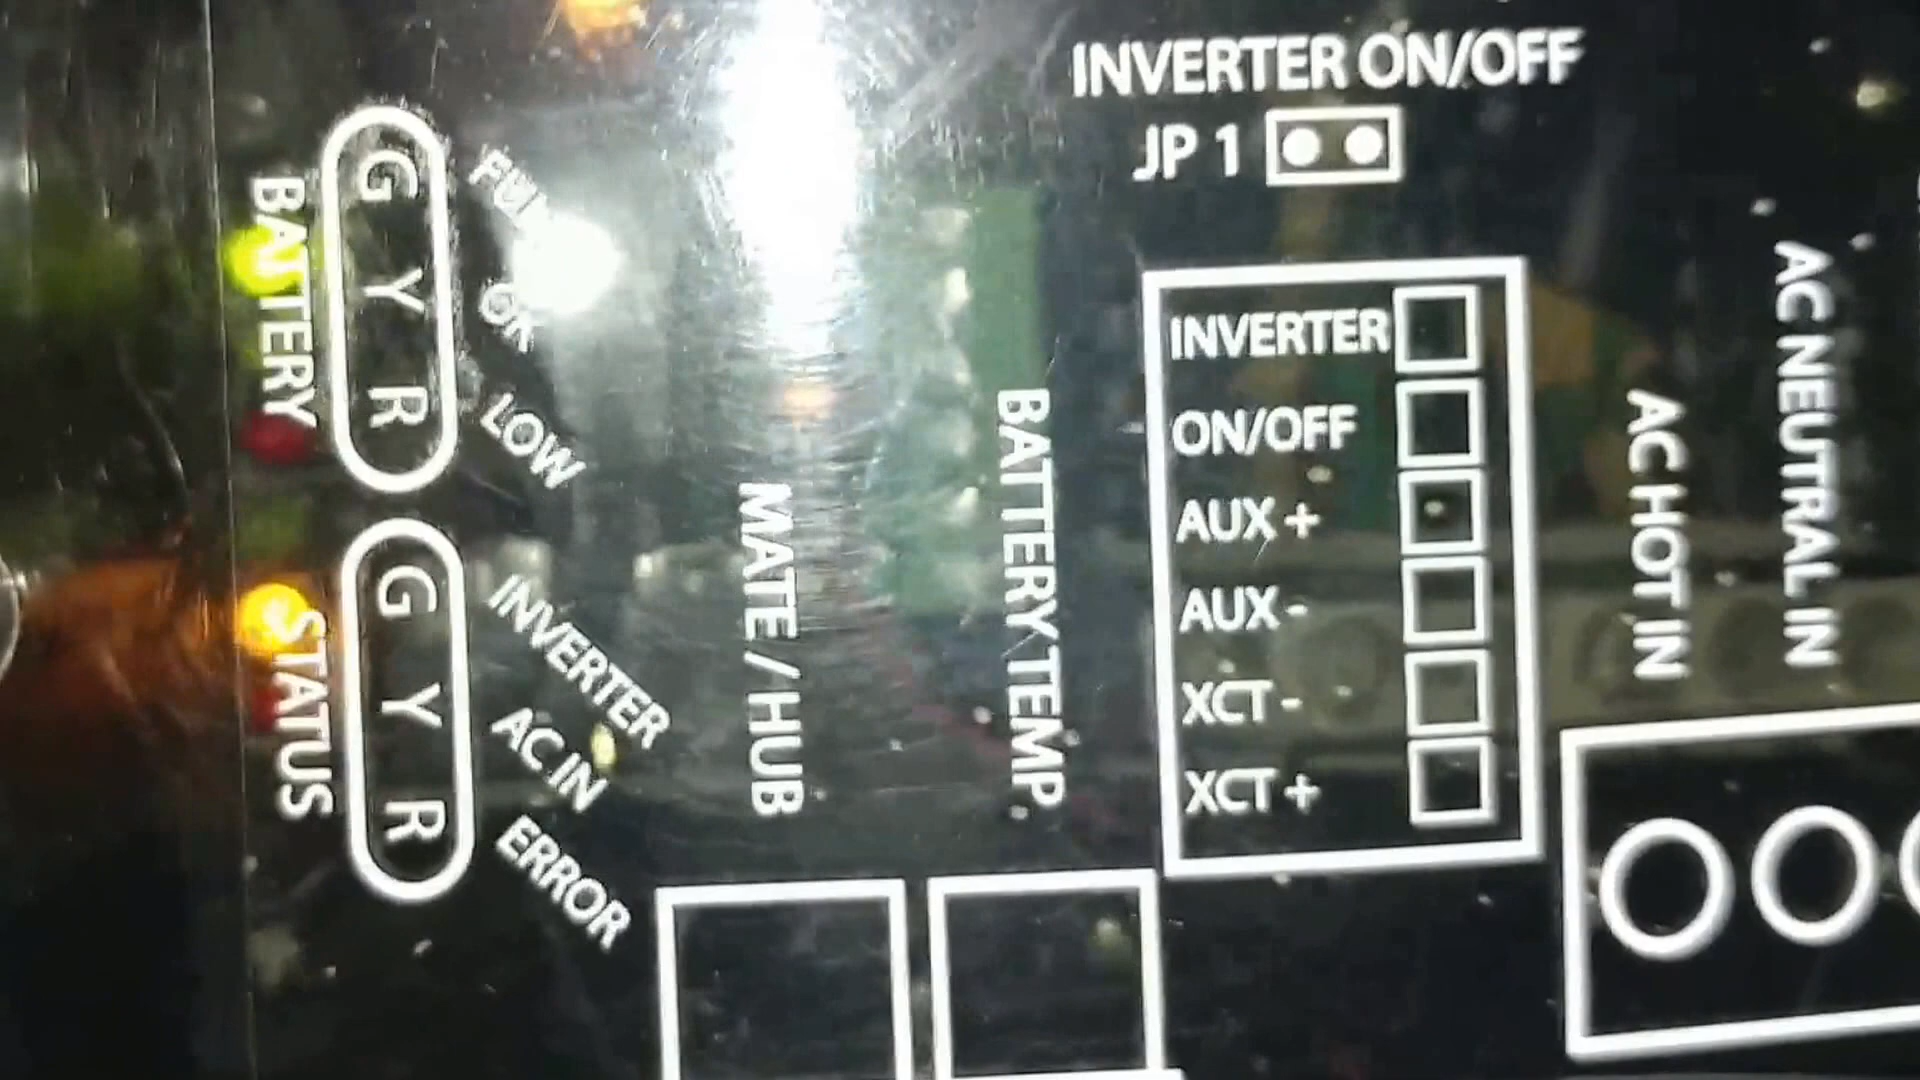 INVERTER ON/OFF
JP 1
BATTERY
G Y R
FULL
OK
LOW
STATUS
G Y R
INVERTER
AC IN
ERROR
MATE / HUB
BATTERY TEMP.
INVERTER
ON/OFF
AUX +
AUX -
XCT -
XCT +
AC HOT IN
AC NEUTRAL IN